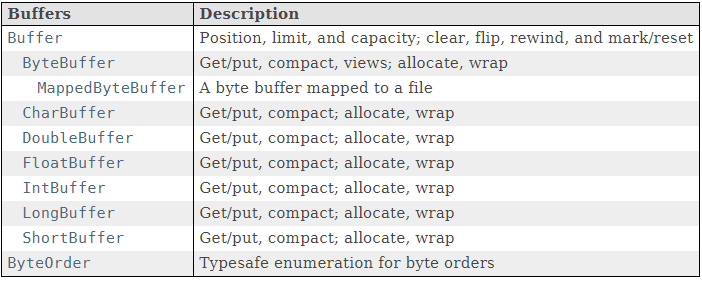 Buffers Description
Buffer Position, limit, and capacity; clear, flip, rewind, and mark/reset
ByteBuffer Get/put, compact, views; allocate, wrap
MappedByteBuffer A byte buffer mapped to a file
CharBuffer Get/put, compact; allocate, wrap
DoubleBuffer Get/put, compact; allocate, wrap
FloatBuffer Get/put, compact; allocate, wrap
IntBuffer Get/put, compact; allocate, wrap
LongBuffer Get/put, compact; allocate, wrap
ShortBuffer Get/put, compact; allocate, wrap
ByteOrder Typesafe enumeration for byte orders